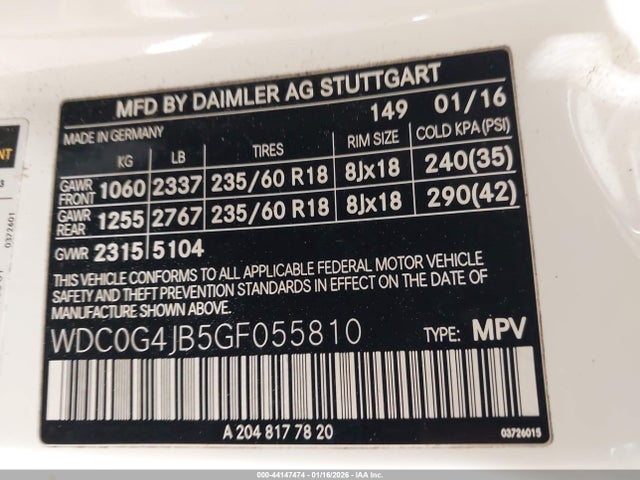 MFD BY DAIMLER AG STUTTGART
149 01/16
MADE IN GERMANY
KG LB TIRES RIM SIZE COLD KPA(PSI)
GAWR FRONT 1060 2337 235/60 R18 8Jx18 240(35)
GAWR REAR 1255 2767 235/60 R18 8Jx18 290(42)
GVWR 2315 5104
THIS VEHICLE CONFORMS TO ALL APPLICABLE FEDERAL MOTOR VEHICLE
SAFETY AND THEFT PREVENTION STANDARDS IN EFFECT ON THE DATE OF
MANUFACTURE SHOWN ABOVE.
WDC0G4JB5GF055810 TYPE: MPV
A 204 817 78 20
03726015
0372601
000-44147474 - 01/16/2026 - IAAI.com